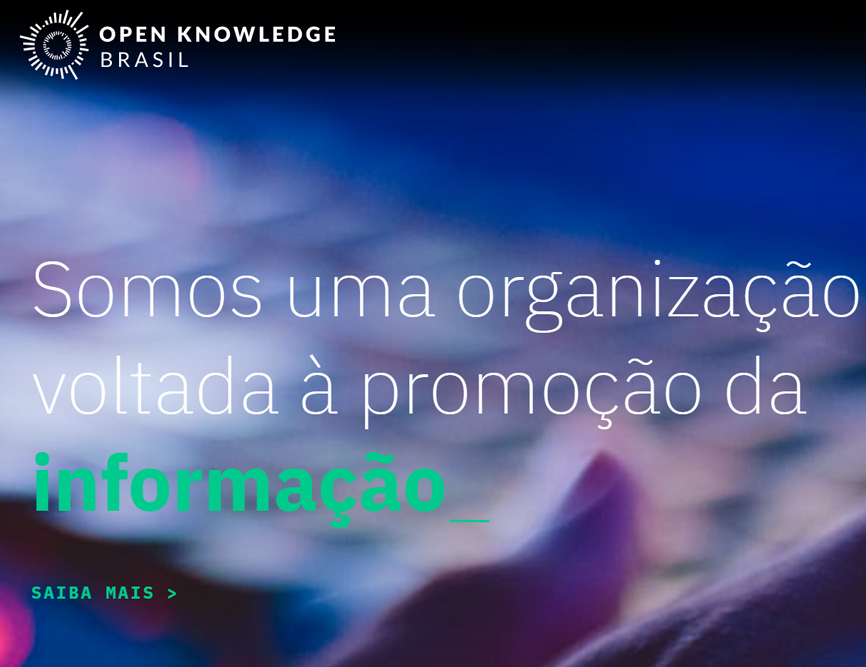 OPEN KNOWLEDGE
BRASIL
Somos uma organização
voltada à promoção da
informação_
SAIBA MAIS >